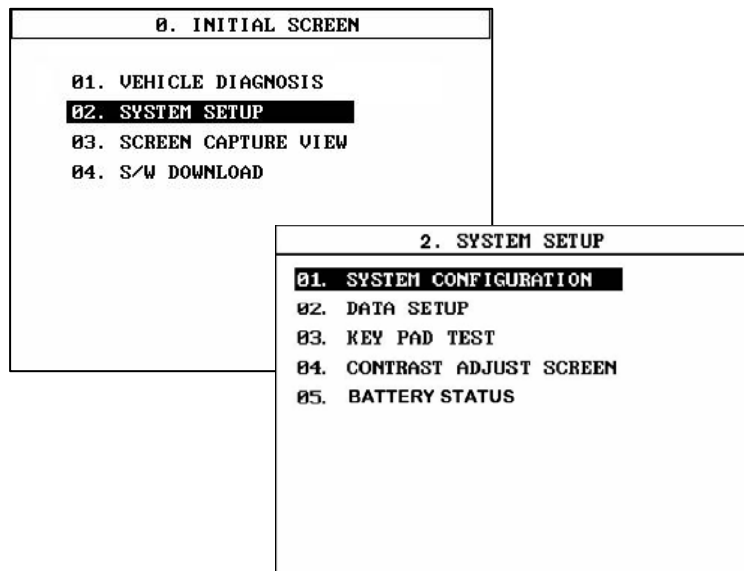 0. INITIAL SCREEN
01. VEHICLE DIAGNOSIS
02. SYSTEM SETUP
03. SCREEN CAPTURE VIEW
04. S/W DOWNLOAD
2. SYSTEM SETUP
01. SYSTEM CONFIGURATION
02. DATA SETUP
03. KEY PAD TEST
04. CONTRAST ADJUST SCREEN
05. BATTERY STATUS